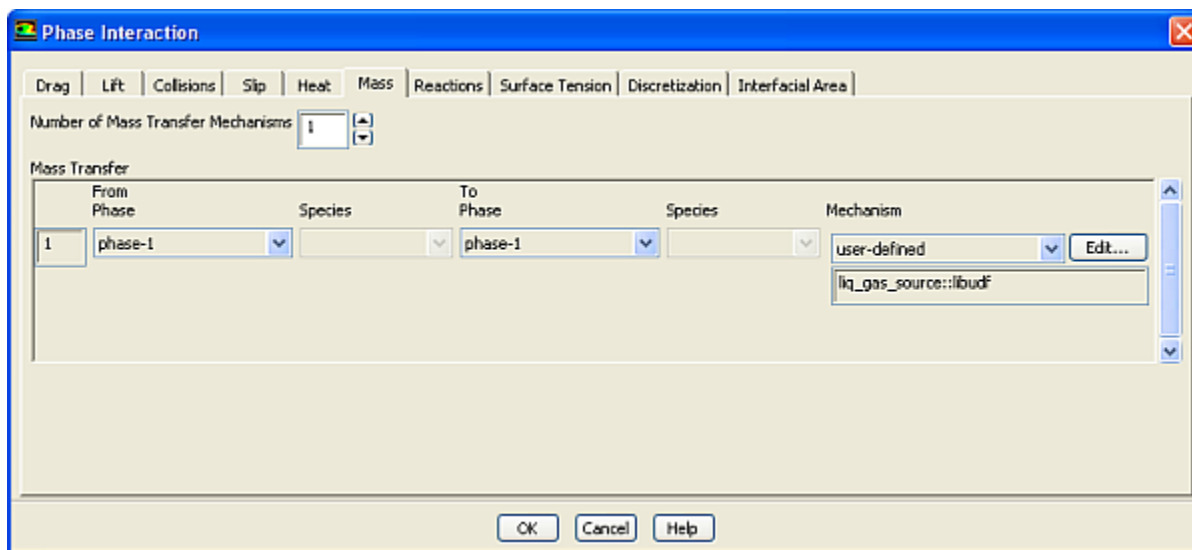 Phase Interaction
Drag Lift Collisions Slip Heat Mass Reactions Surface Tension Discretization Interfacial Area
Number of Mass Transfer Mechanisms 1
Mass Transfer
From To
Phase Species Phase Species Mechanism
1 phase-1 phase-1 user-defined Edit...
liq_gas_source::libudf
OK Cancel Help